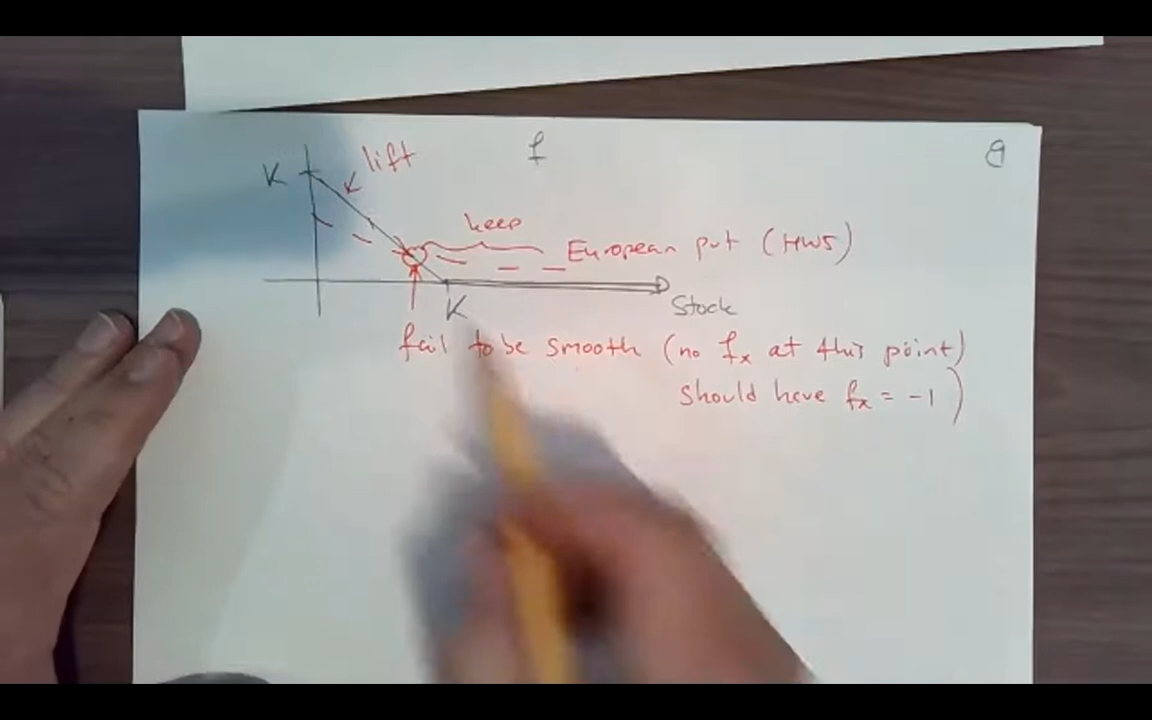 f
K
lift
keep
European put (HW5)
K
Stock
fail to be smooth (no fx at this point)
should have fx = -1)